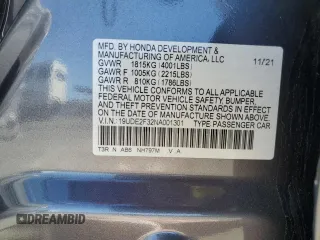 MFD. BY HONDA DEVELOPMENT &
MANUFACTURING OF AMERICA, LLC
GVWR 1815KG (4001LBS) 11/21
GAWR F 1005KG (2215LBS)
GAWR R 810KG (1786LBS)
THIS VEHICLE CONFORMS TO ALL APPLICABLE
FEDERAL MOTOR VEHICLE SAFETY, BUMPER, AND
THEFT PREVENTION STANDARDS IN EFFECT ON THE
DATE OF MANUFACTURE SHOWN ABOVE.
V.I.N.: 19UDE2F32NA001301 TYPE: PASSENGER CAR
T3R N AB6 NH797M V A
DREAMBID